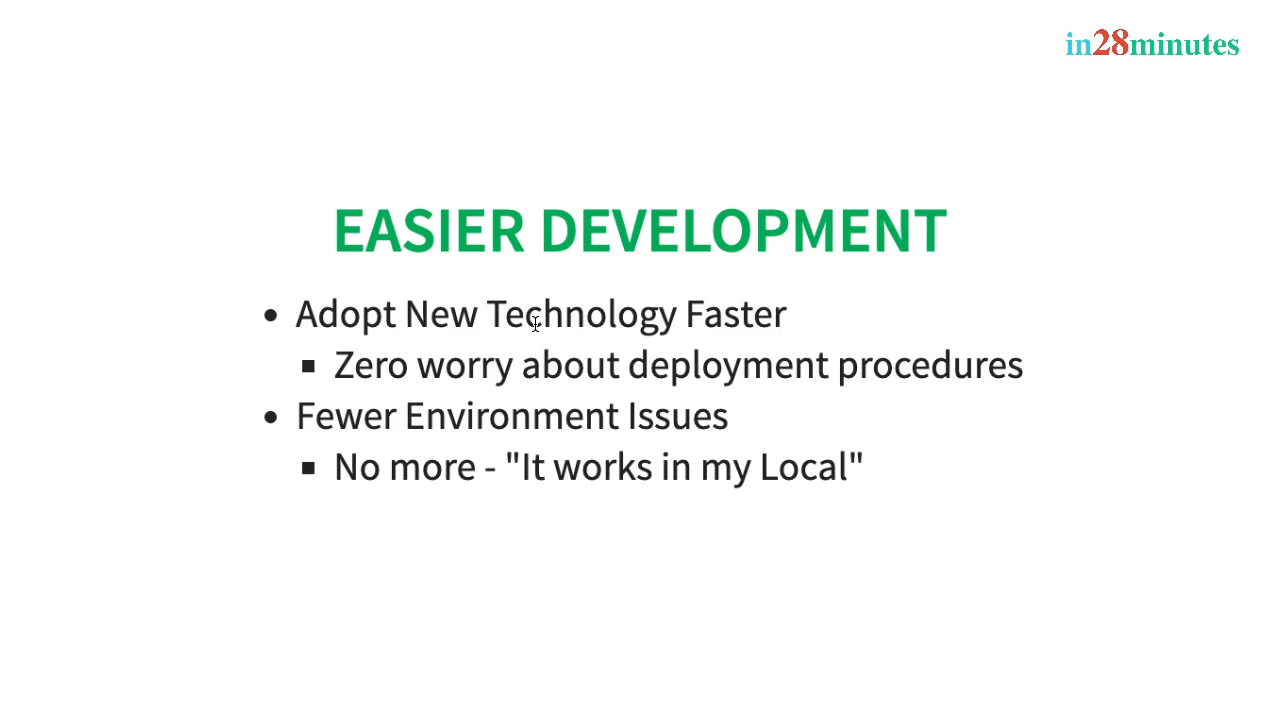 in28minutes
EASIER DEVELOPMENT
• Adopt New Technology Faster
▪ Zero worry about deployment procedures
• Fewer Environment Issues
▪ No more - "It works in my Local"